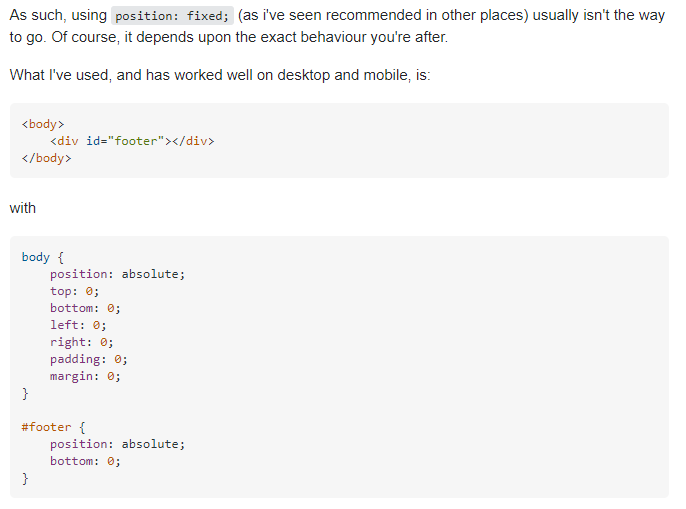 As such, using position: fixed; (as i've seen recommended in other places) usually isn't the way
to go. Of course, it depends upon the exact behaviour you're after.
What I've used, and has worked well on desktop and mobile, is:
<body>
    <div id="footer"></div>
</body>
with
body {
    position: absolute;
    top: 0;
    bottom: 0;
    left: 0;
    right: 0;
    padding: 0;
    margin: 0;
}
#footer {
    position: absolute;
    bottom: 0;
}